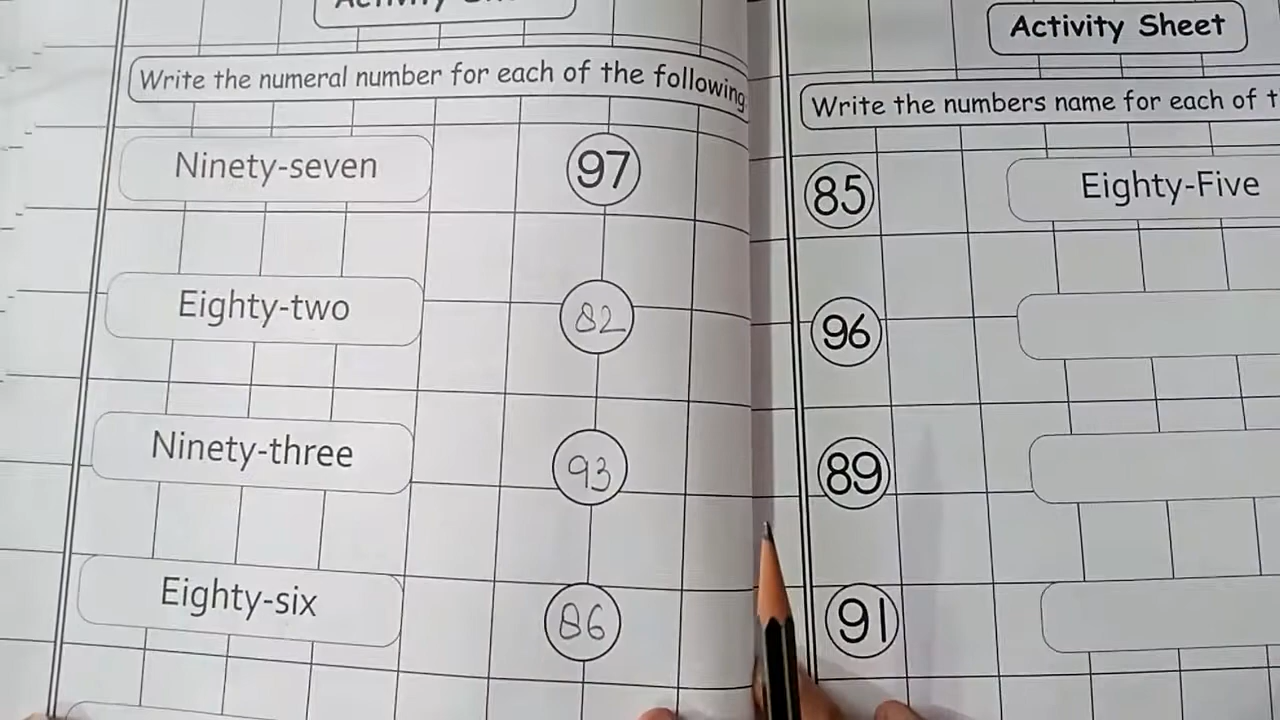 Write the numeral number for each of the following
Ninety-seven 97
Eighty-two 82
Ninety-three 93
Eighty-six 86
Activity Sheet
Write the numbers name for each of
85 Eighty-Five
96
89
91